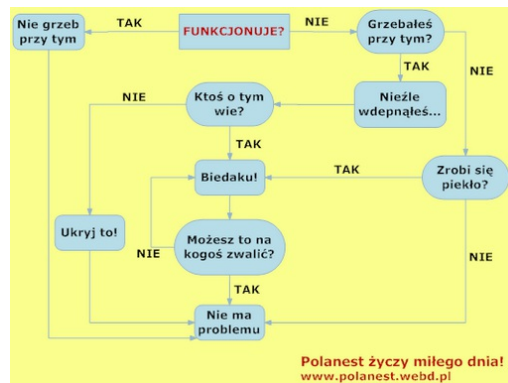 Nie grzeb
przy tym
TAK
FUNKCJONUJE?
NIE
Grzebałeś
przy tym?
TAK
NIE
Nieźle
wdepnąłeś...
Ktoś o tym
wie?
NIE
TAK
Zrobi się
piekło?
TAK
Biedaku!
NIE
Ukryj to!
Możesz to na
kogoś zwalić?
NIE
TAK
Nie ma
problemu
Polanest życzy miłego dnia!
www.polanest.webd.pl